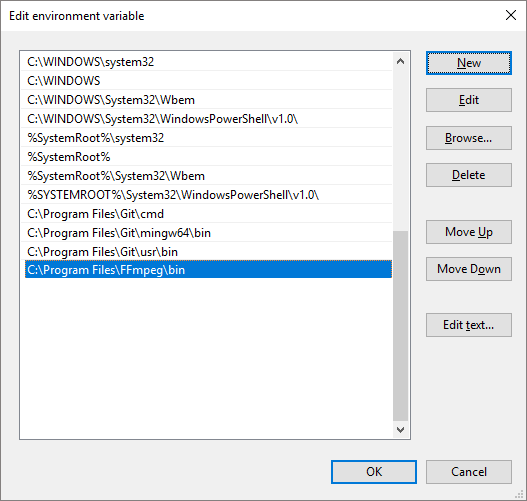 Edit environment variable
C:\WINDOWS\system32
C:\WINDOWS
C:\WINDOWS\System32\Wbem
C:\WINDOWS\System32\WindowsPowerShell\v1.0\
%SystemRoot%\system32
%SystemRoot%
%SystemRoot%\System32\Wbem
%SYSTEMROOT%\System32\WindowsPowerShell\v1.0\
C:\Program Files\Git\cmd
C:\Program Files\Git\mingw64\bin
C:\Program Files\Git\usr\bin
C:\Program Files\FFmpeg\bin
New
Edit
Browse...
Delete
Move Up
Move Down
Edit text...
OK
Cancel